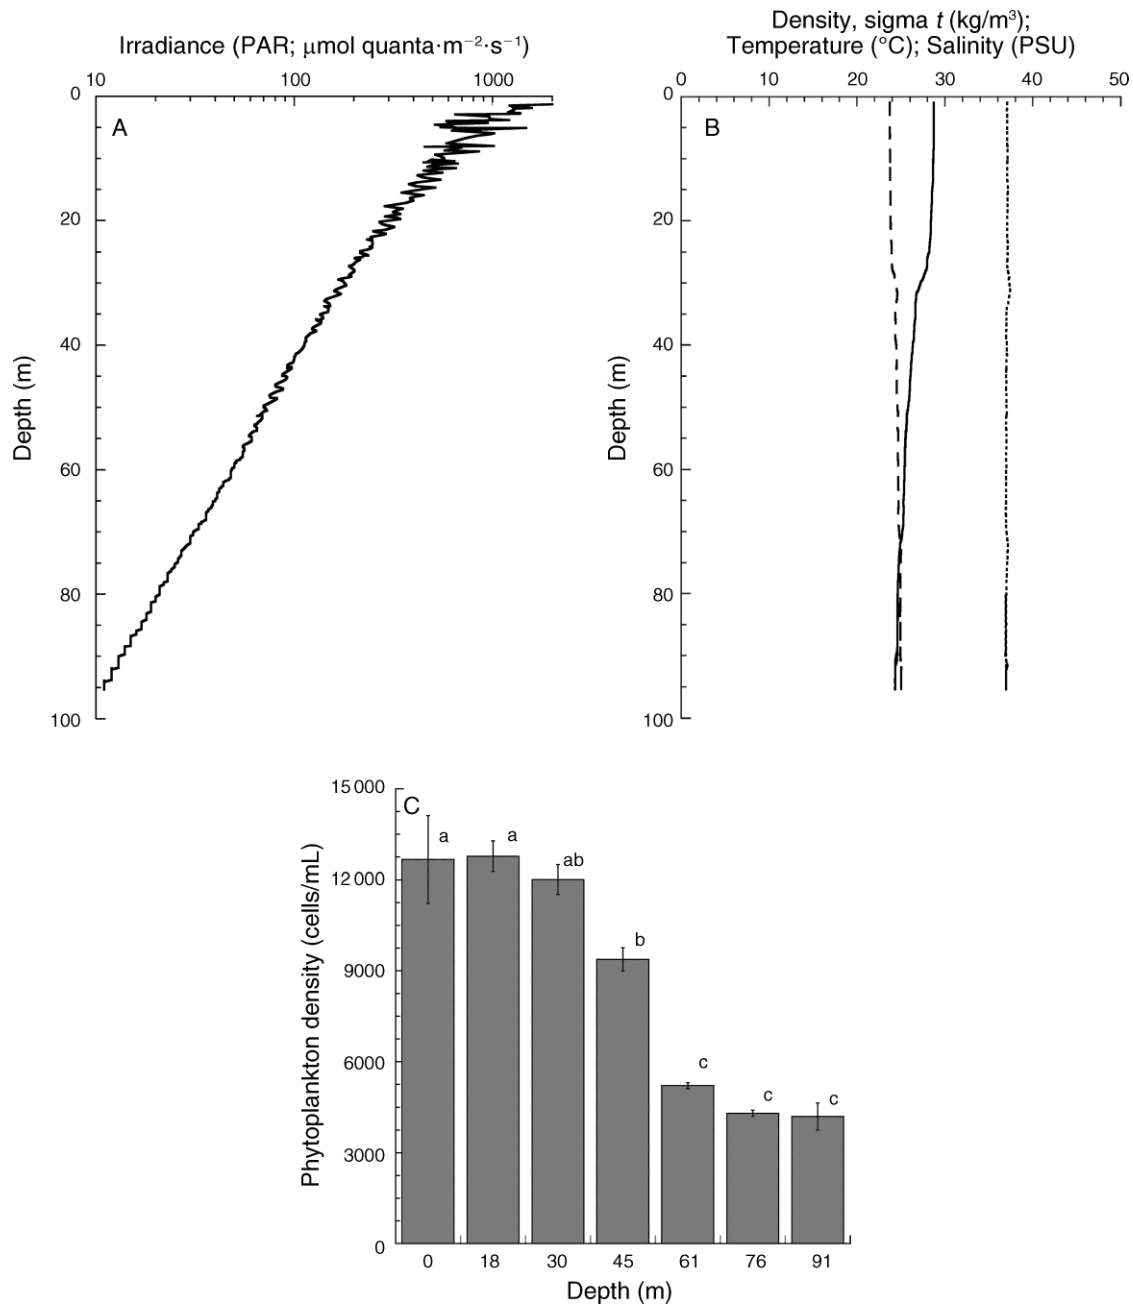 Irradiance (PAR; μmol quanta·m⁻²·s⁻¹)
10 100 1000
0
20
40
60
80
100
Depth (m)
A
Density, sigma t (kg/m³);
Temperature (°C); Salinity (PSU)
0 10 20 30 40 50
0
20
40
60
80
100
Depth (m)
B
15 000
12 000
9000
6000
3000
0
Phytoplankton density (cells/mL)
C
a a ab b c c c
0 18 30 45 61 76 91
Depth (m)